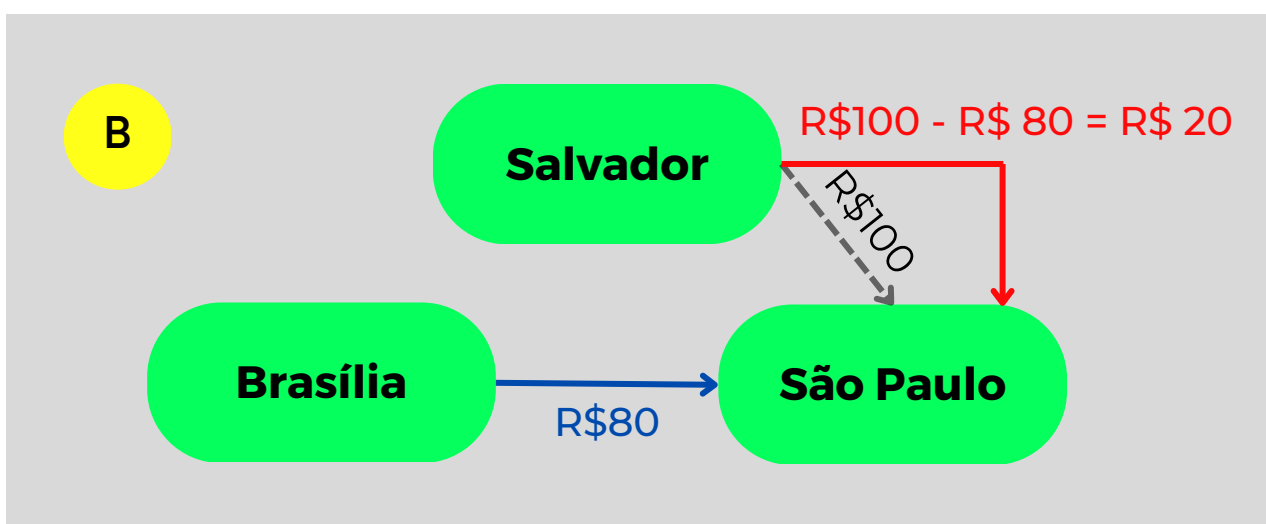 B
R$100 - R$ 80 = R$ 20
Salvador
R$100
Brasília
São Paulo
R$80